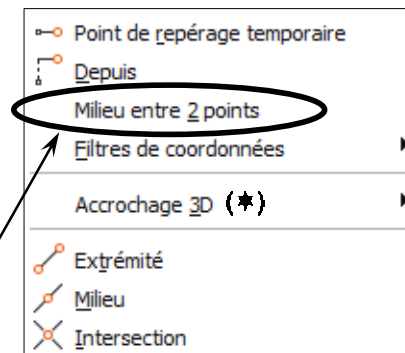 Point de repérage temporaire
Depuis
Milieu entre 2 points
Filtres de coordonnées
Accrochage 3D (*)
Extrémité
Milieu
Intersection